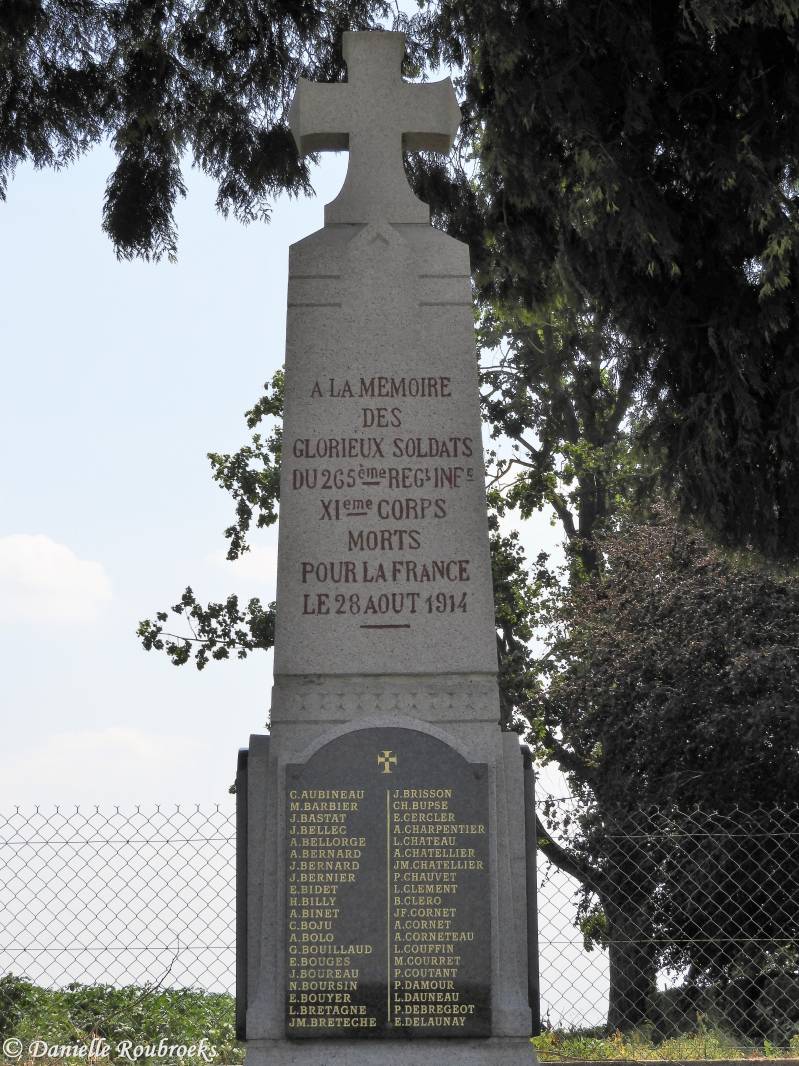 A LA MEMOIRE
DES
GLORIEUX SOLDATS
DU 265ème REGt INFe
XIeme CORPS
MORTS
POUR LA FRANCE
LE 28 AOUT 1914
C.AUBINEAU
M.BARBIER
J.BASTAT
J.BELLEC
A.BELLORGE
A.BERNARD
J.BERNARD
J.BERNIER
E.BIDET
H.BILLY
A.BINET
C.BOJU
A.BOLO
G.BOUILLAUD
E.BOUGES
J.BOUREAU
N.BOURSIN
E.BOUYER
L.BRETAGNE
JM.BRETECHE
J.BRISSON
CH.BUPSE
E.CERCLER
A.CHARPENTIER
L.CHATEAU
A.CHATELLIER
JM.CHATELLIER
P.CHAUVET
L.CLEMENT
B.CLERO
JF.CORNET
A.CORNET
A.CORNETEAU
L.COUFFIN
M.COURRET
P.COUTANT
P.DAMOUR
L.DAUNEAU
P.DEBREGEOT
E.DELAUNAY
© Danielle Roubroeks